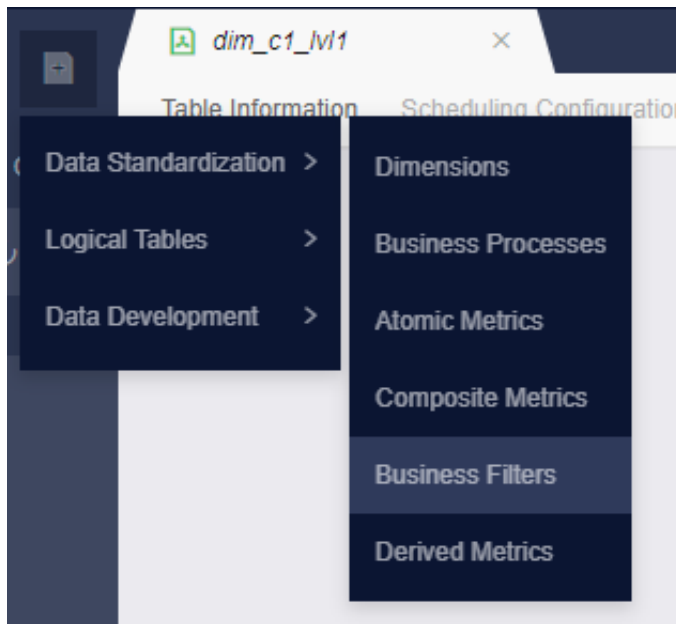 dim_c1_lvl1
Table Information Scheduling Configuration
Data Standardization >
Logical Tables >
Data Development >
Dimensions
Business Processes
Atomic Metrics
Composite Metrics
Business Filters
Derived Metrics